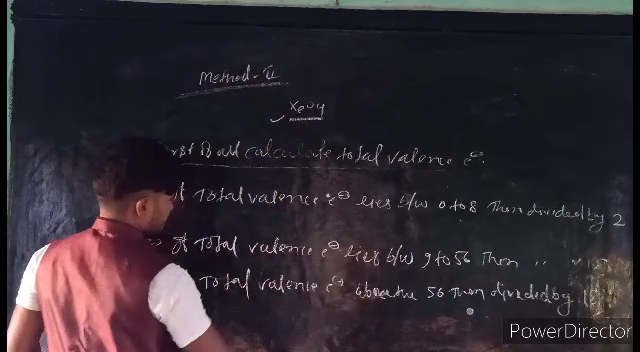 Method-II
XeO4
First of all calculate total valence e⊖.
If Total valence e⊖ lies b/w 0 to 8 Then divided by 2
If Total valence e⊖ lies b/w 9 to 56 Then ,, ,,
Total valence e⊖ above the 56 Then divided by
PowerDirector